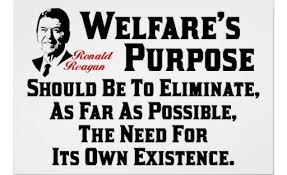 WELFARE'S
PURPOSE
Ronald
Reagan
SHOULD BE TO ELIMINATE,
AS FAR AS POSSIBLE,
THE NEED FOR
ITS OWN EXISTENCE.